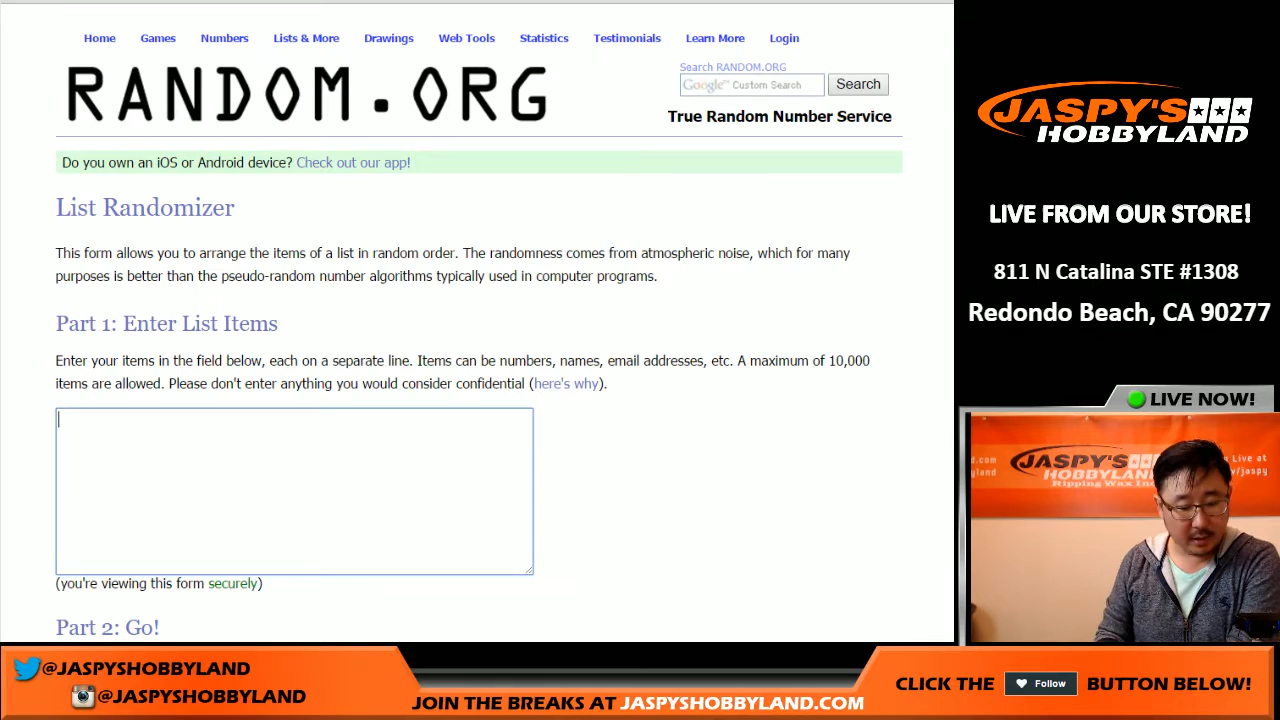 Home Games Numbers Lists & More Drawings Web Tools Statistics Testimonials Learn More Login
RANDOM.ORG
Search RANDOM.ORG
Google™ Custom Search Search
True Random Number Service
Do you own an iOS or Android device? Check out our app!
List Randomizer
This form allows you to arrange the items of a list in random order. The randomness comes from atmospheric noise, which for many
purposes is better than the pseudo-random number algorithms typically used in computer programs.
Part 1: Enter List Items
Enter your items in the field below, each on a separate line. Items can be numbers, names, email addresses, etc. A maximum of 10,000
items are allowed. Please don't enter anything you would consider confidential (here's why).
(you're viewing this form securely)
Part 2: Go!
JASPY'S
HOBBYLAND
LIVE FROM OUR STORE!
811 N Catalina STE #1308
Redondo Beach, CA 90277
LIVE NOW!
JASPY'S
HOBBYLAND
Ripping Wax
Live at
@JASPYSHOBBYLAND
@JASPYSHOBBYLAND
JOIN THE BREAKS AT JASPYSHOBBYLAND.COM
CLICK THE Follow BUTTON BELOW!